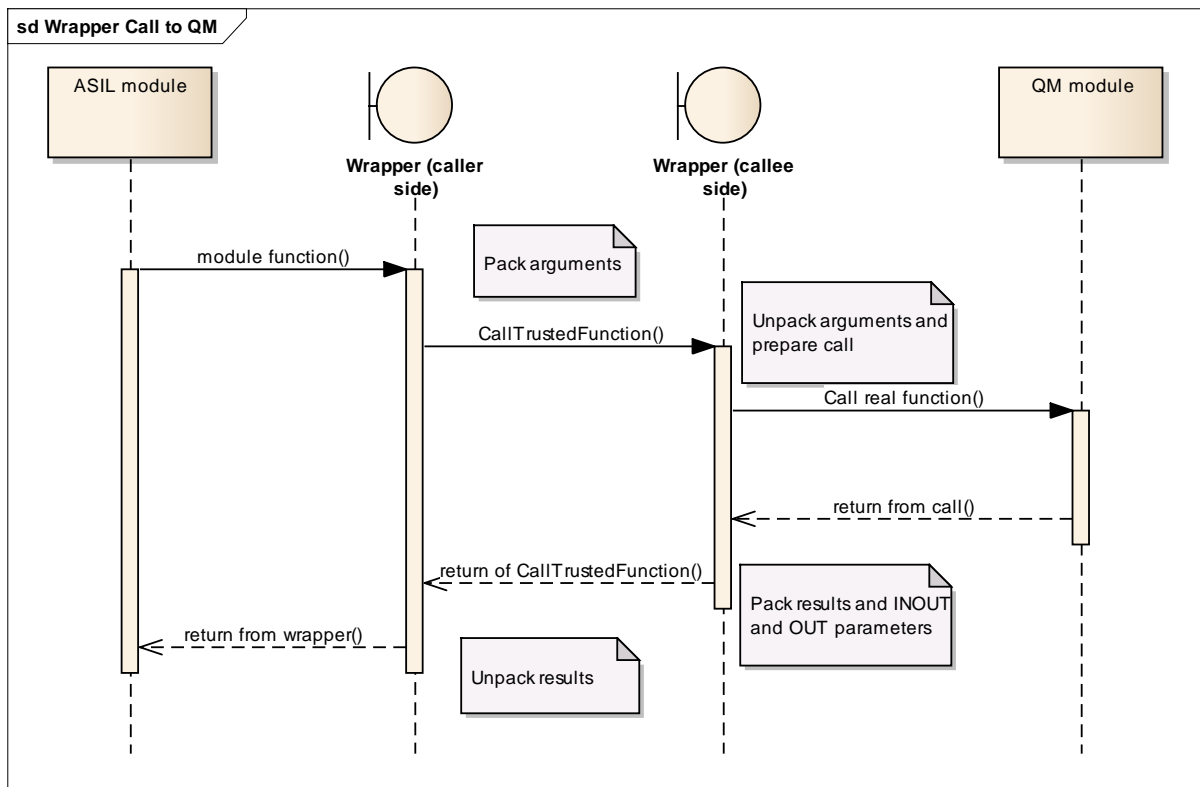 sd Wrapper Call to QM
ASIL module
QM module
Wrapper (caller
side)
Wrapper (callee
side)
module function()
Pack arguments
CallTrustedFunction()
Unpack arguments and
prepare call
Call real function()
return from call()
return of CallTrustedFunction()
Pack results and INOUT
and OUT parameters
return from wrapper()
Unpack results